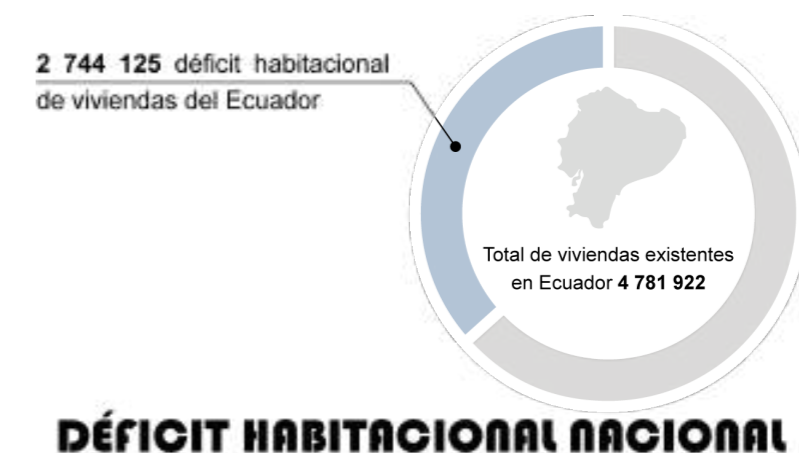 2 744 125 déficit habitacional
de viviendas del Ecuador
Total de viviendas existentes
en Ecuador 4 781 922
DÉFICIT HABITACIONAL NACIONAL